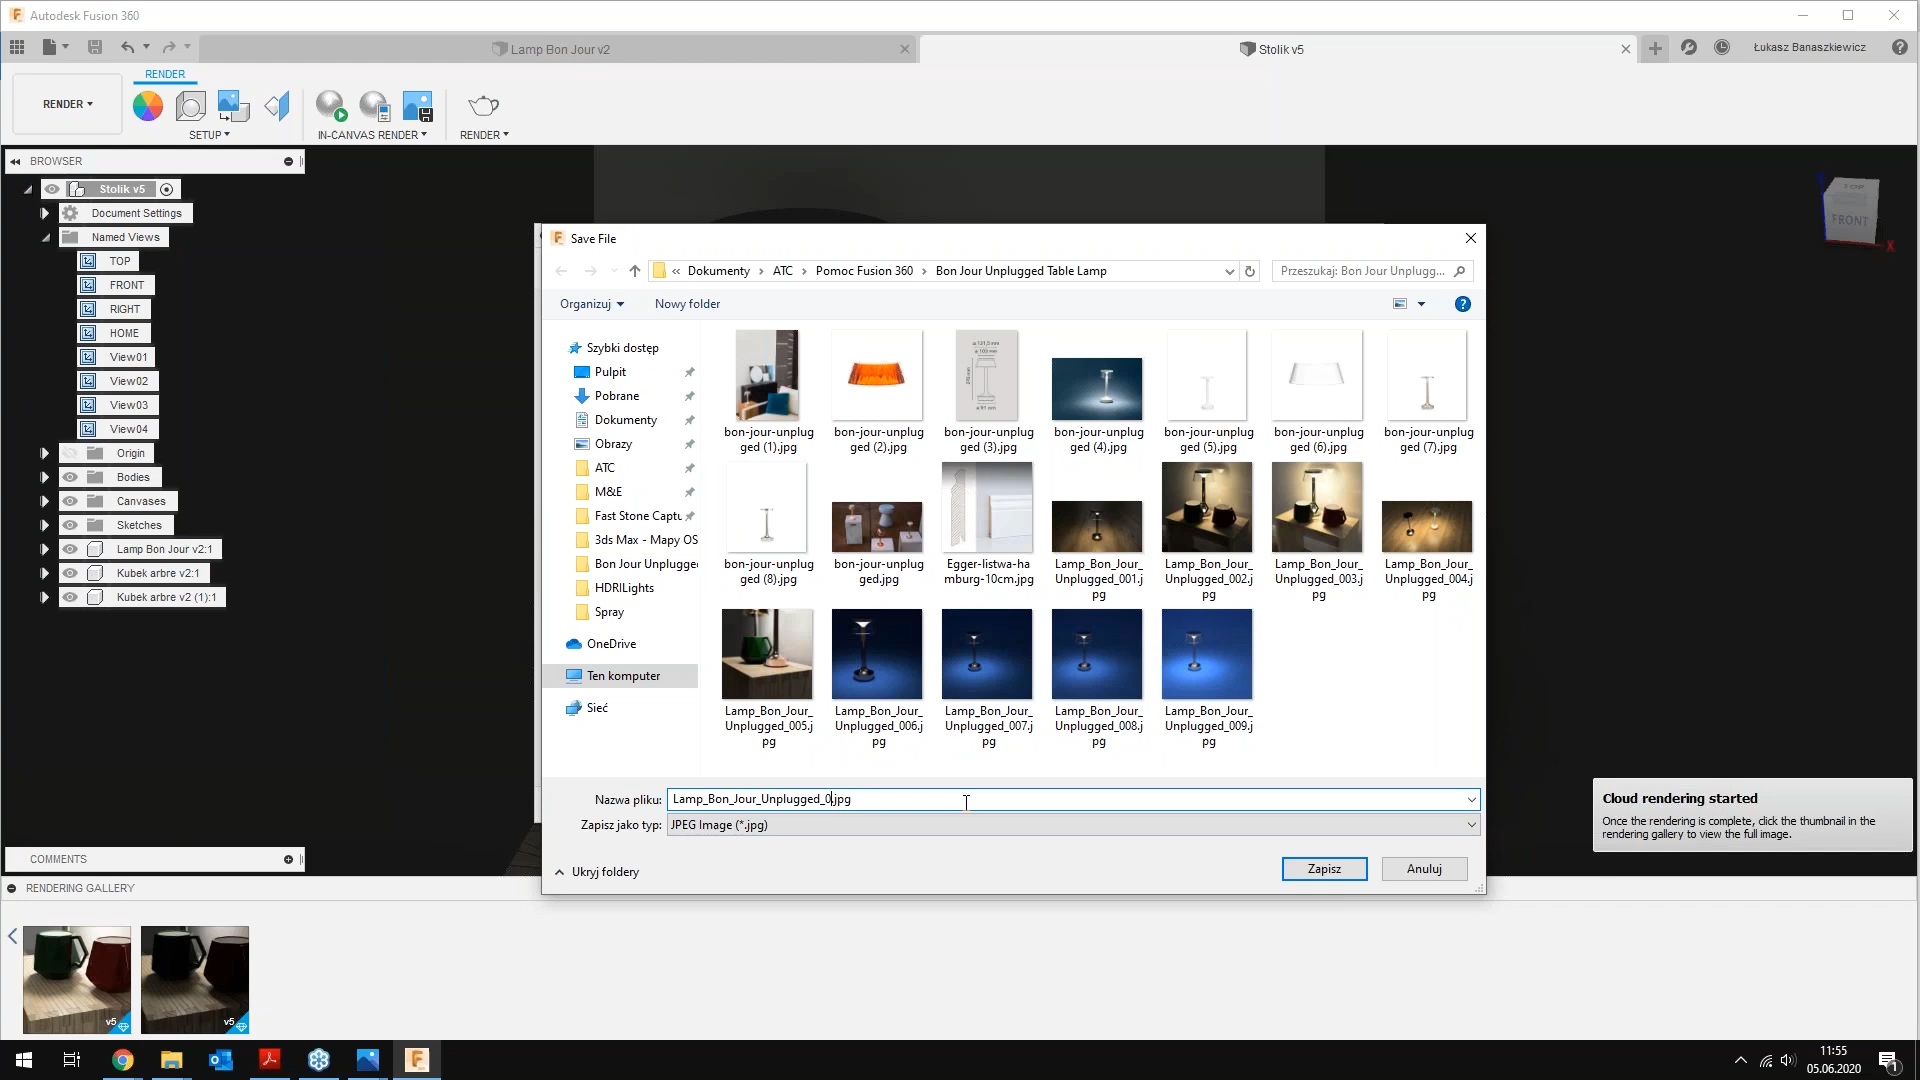 Autodesk Fusion 360
Lamp Bon Jour v2
Stolik v5
Łukasz Banaszkiewicz
RENDER
RENDER
SETUP
IN-CANVAS RENDER
RENDER
BROWSER
Stolik v5
Document Settings
Named Views
TOP
FRONT
RIGHT
HOME
View01
View02
View03
View04
Origin
Bodies
Canvases
Sketches
Lamp Bon Jour v2:1
Kubek arbre v2:1
Kubek arbre v2 (1):1
TOP
FRONT
X
Save File
« Dokumenty › ATC › Pomoc Fusion 360 › Bon Jour Unplugged Table Lamp
Przeszukaj: Bon Jour Unplugg...
Organizuj
Nowy folder
Szybki dostęp
Pulpit
Pobrane
Dokumenty
Obrazy
ATC
M&E
Fast Stone Captu
3ds Max - Mapy OS
Bon Jour Unplugge
HDRILights
Spray
OneDrive
Ten komputer
Sieć
bon-jour-unplug
ged (1).jpg
bon-jour-unplug
ged (2).jpg
bon-jour-unplug
ged (3).jpg
bon-jour-unplug
ged (4).jpg
bon-jour-unplug
ged (5).jpg
bon-jour-unplug
ged (6).jpg
bon-jour-unplug
ged (7).jpg
bon-jour-unplug
ged (8).jpg
bon-jour-unplug
ged.jpg
Egger-listwa-ha
mburg-10cm.jpg
Lamp_Bon_Jour_
Unplugged_001.j
pg
Lamp_Bon_Jour_
Unplugged_002.j
pg
Lamp_Bon_Jour_
Unplugged_003.j
pg
Lamp_Bon_Jour_
Unplugged_004.j
pg
Lamp_Bon_Jour_
Unplugged_005.j
pg
Lamp_Bon_Jour_
Unplugged_006.j
pg
Lamp_Bon_Jour_
Unplugged_007.j
pg
Lamp_Bon_Jour_
Unplugged_008.j
pg
Lamp_Bon_Jour_
Unplugged_009.j
pg
Nazwa pliku: Lamp_Bon_Jour_Unplugged_0.jpg
Zapisz jako typ: JPEG Image (*.jpg)
Ukryj foldery
Zapisz
Anuluj
Cloud rendering started
Once the rendering is complete, click the thumbnail in the
rendering gallery to view the full image.
COMMENTS
RENDERING GALLERY
v5
v5
11:55
05.06.2020
1